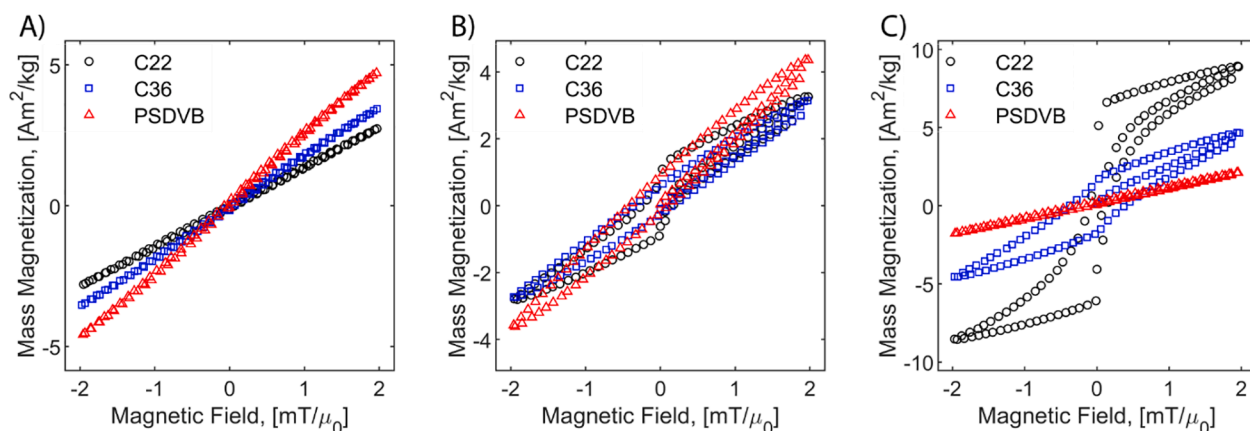 A)
Mass Magnetization, [Am²/kg]
5
0
-5
C22
C36
PSDVB
-2
-1
0
1
2
Magnetic Field, [mT/μ₀]
B)
Mass Magnetization, [Am²/kg]
4
2
0
-2
-4
C22
C36
PSDVB
-2
-1
0
1
2
Magnetic Field, [mT/μ₀]
C)
Mass Magnetization, [Am²/kg]
10
5
0
-5
-10
C22
C36
PSDVB
-2
-1
0
1
2
Magnetic Field, [mT/μ₀]